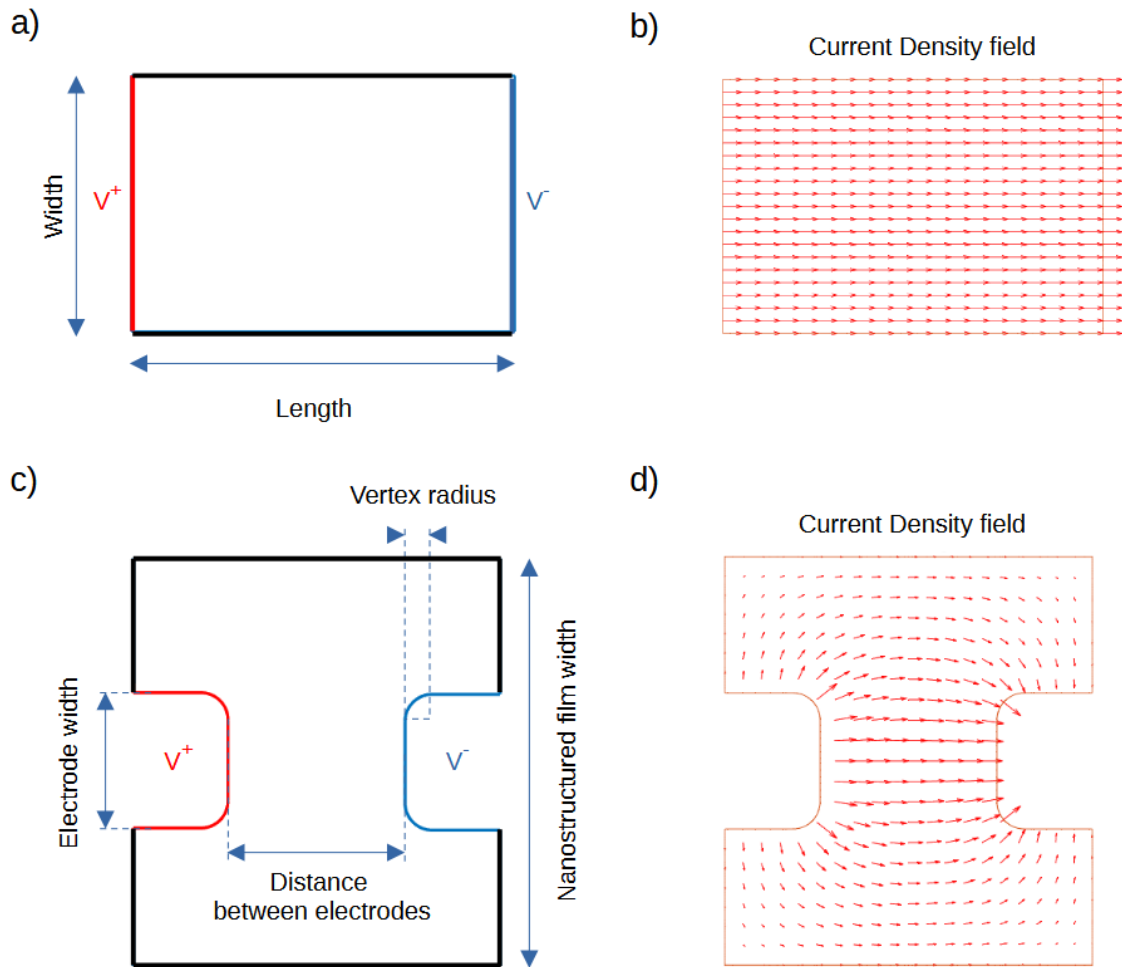 a)
Width
V+
V-
Length
b)
Current Density field
c)
Vertex radius
Electrode width
V+
V-
Distance
between electrodes
Nanostructured film width
d)
Current Density field